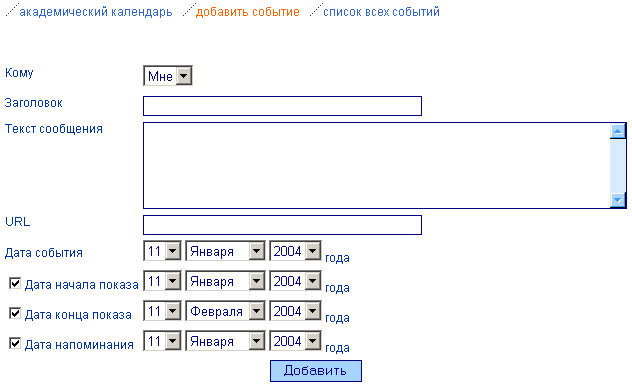 академический календарь добавить событие список всех событий
Кому Мне
Заголовок
Текст сообщения
URL
Дата события 11 Января 2004 года
Дата начала показа 11 Января 2004 года
Дата конца показа 11 Февраля 2004 года
Дата напоминания 11 Января 2004 года
Добавить